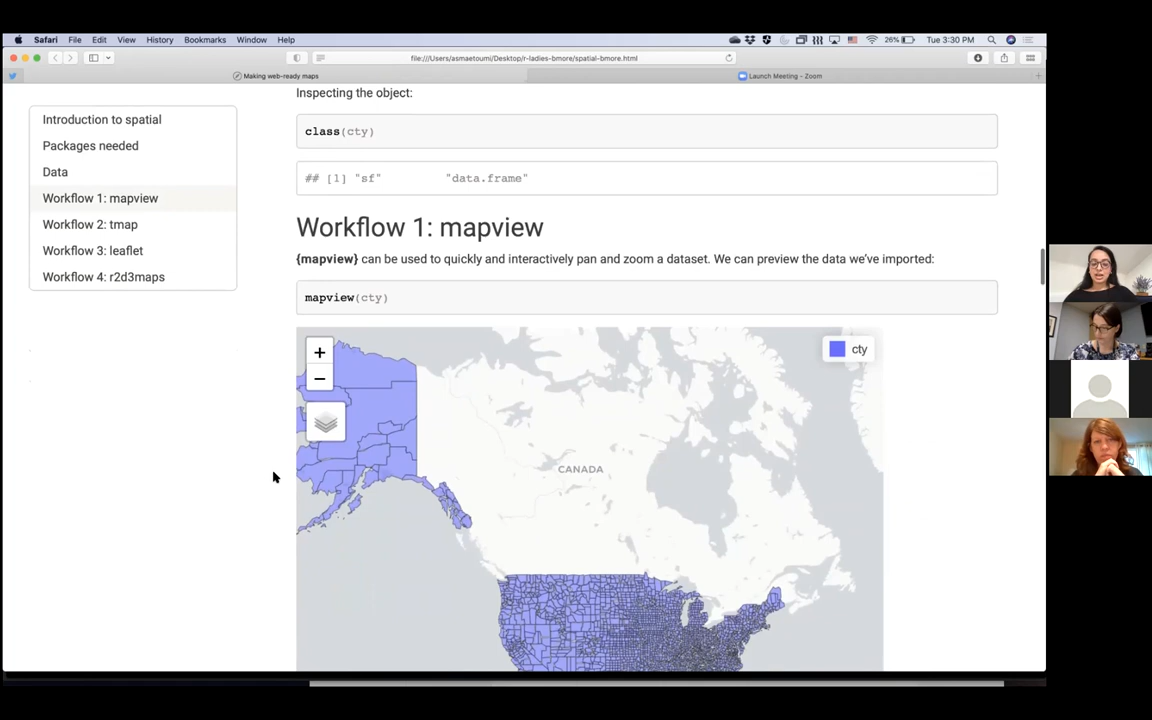 Safari File Edit View History Bookmarks Window Help 26% Tue 3:30 PM
file:///Users/asmaetoumi/Desktop/r-ladies-bmore/spatial-bmore.html
Making web-ready maps Launch Meeting - Zoom
Introduction to spatial
Packages needed
Data
Workflow 1: mapview
Workflow 2: tmap
Workflow 3: leaflet
Workflow 4: r2d3maps
Inspecting the object:
class(cty)
## [1] "sf" "data.frame"
Workflow 1: mapview
{mapview} can be used to quickly and interactively pan and zoom a dataset. We can preview the data we've imported:
mapview(cty)
+
−
cty
CANADA